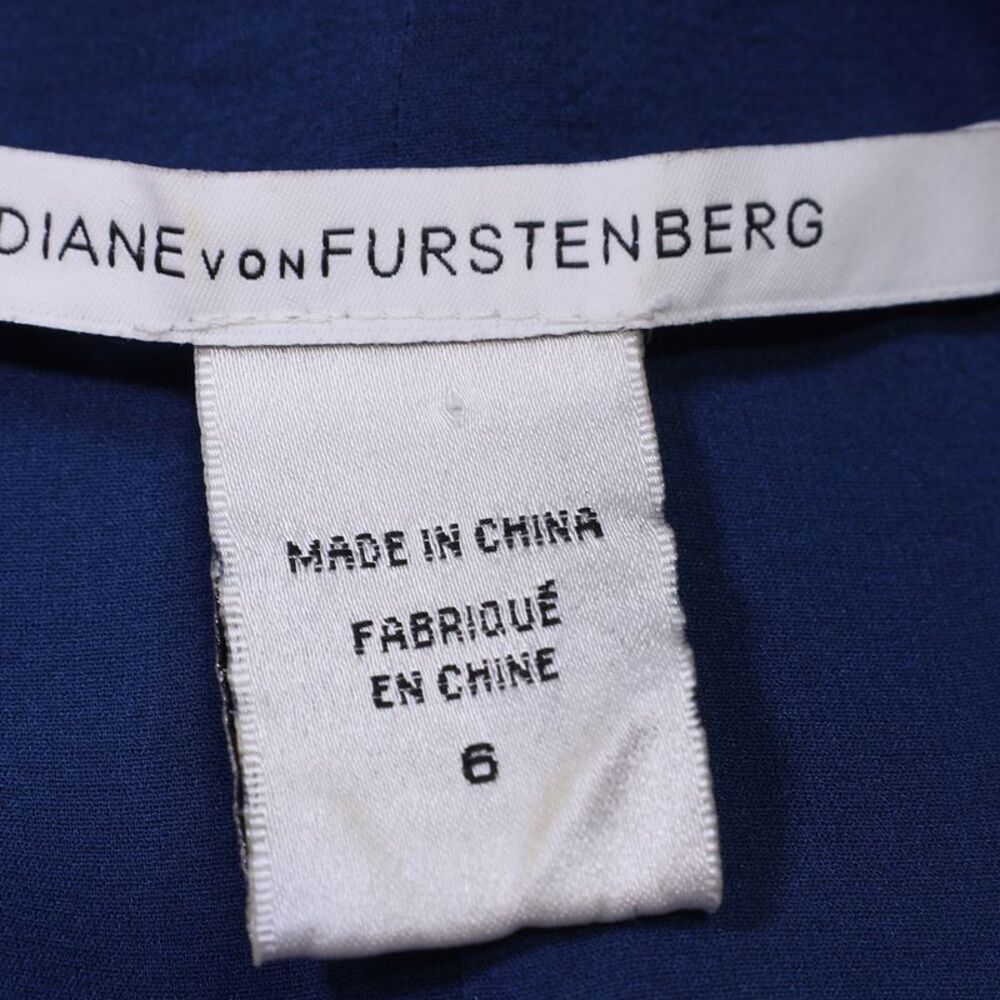 DIANE VON FURSTENBERG
MADE IN CHINA
FABRIQUÉ
EN CHINE
6